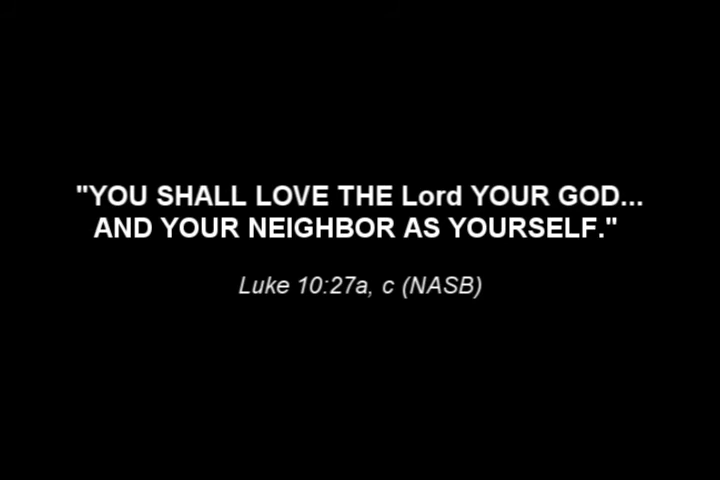 "YOU SHALL LOVE THE Lord YOUR GOD...
AND YOUR NEIGHBOR AS YOURSELF."
Luke 10:27a, c (NASB)